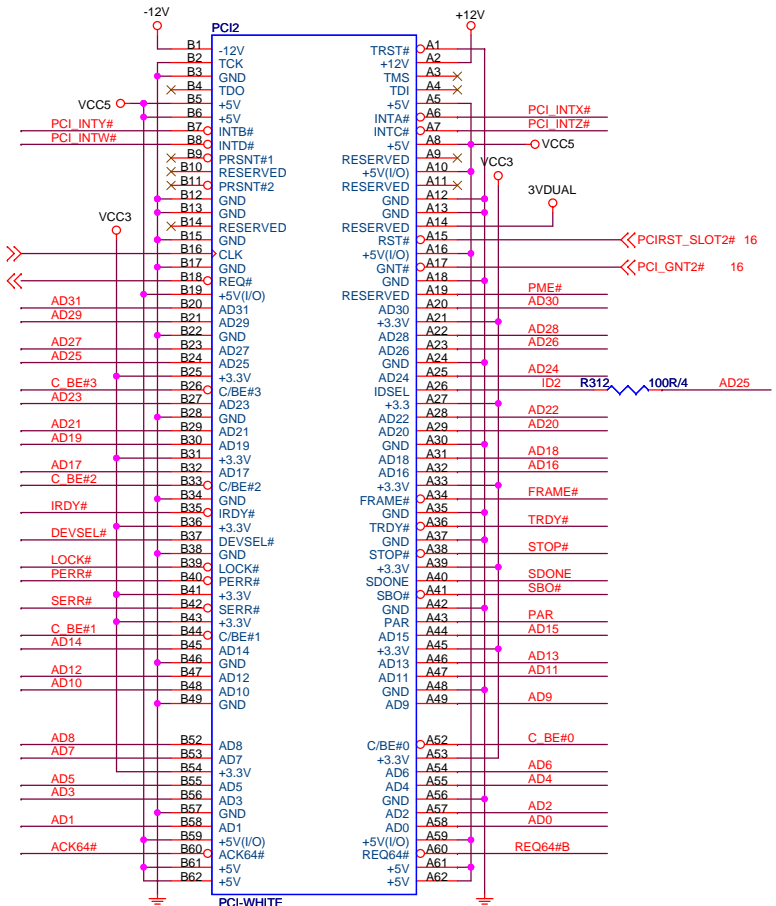 -12V +12V
PCI2
B1 -12V TRST# A1
B2 TCK +12V A2
B3 GND TMS A3
B4 TDO TDI A4
VCC5 B5 +5V +5V A5
B6 +5V INTA# A6 PCI_INTX#
PCI_INTY# B7 INTB# INTC# A7 PCI_INTZ#
PCI_INTW# B8 INTD# +5V A8 VCC5
B9 PRSNT#1 RESERVED A9 VCC3
B10 RESERVED +5V(I/O) A10
B11 PRSNT#2 RESERVED A11 3VDUAL
B12 GND GND A12
VCC3 B13 GND GND A13
B14 RESERVED RESERVED A14
B15 GND RST# A15 PCIRST_SLOT2# 16
B16 CLK +5V(I/O) A16
B17 GND GNT# A17 PCI_GNT2# 16
B18 REQ# GND A18
B19 +5V(I/O) RESERVED A19 PME#
AD31 B20 AD31 AD30 A20 AD30
AD29 B21 AD29 +3.3V A21
B22 GND AD28 A22 AD28
AD27 B23 AD27 AD26 A23 AD26
AD25 B24 AD25 GND A24
B25 +3.3V AD24 A25 AD24
C_BE#3 B26 C/BE#3 IDSEL A26 ID2 R312 100R/4 AD25
AD23 B27 AD23 +3.3 A27
B28 GND AD22 A28 AD22
AD21 B29 AD21 AD20 A29 AD20
AD19 B30 AD19 GND A30
B31 +3.3V AD18 A31 AD18
AD17 B32 AD17 AD16 A32 AD16
C_BE#2 B33 C/BE#2 +3.3V A33
B34 GND FRAME# A34 FRAME#
IRDY# B35 IRDY# GND A35
B36 +3.3V TRDY# A36 TRDY#
DEVSEL# B37 DEVSEL# GND A37
B38 GND STOP# A38 STOP#
LOCK# B39 LOCK# +3.3V A39
PERR# B40 PERR# SDONE A40 SDONE
B41 +3.3V SBO# A41 SBO#
SERR# B42 SERR# GND A42
B43 +3.3V PAR A43 PAR
C_BE#1 B44 C/BE#1 AD15 A44 AD15
AD14 B45 AD14 +3.3V A45
B46 GND AD13 A46 AD13
AD12 B47 AD12 AD11 A47 AD11
AD10 B48 AD10 GND A48
B49 GND AD9 A49 AD9
AD8 B52 AD8 C/BE#0 A52 C_BE#0
AD7 B53 AD7 +3.3V A53
B54 +3.3V AD6 A54 AD6
AD5 B55 AD5 AD4 A55 AD4
AD3 B56 AD3 GND A56
B57 GND AD2 A57 AD2
AD1 B58 AD1 AD0 A58 AD0
B59 +5V(I/O) +5V(I/O) A59
ACK64# B60 ACK64# REQ64# A60 REQ64#B
B61 +5V +5V A61
B62 +5V +5V A62
PCI-WHITE